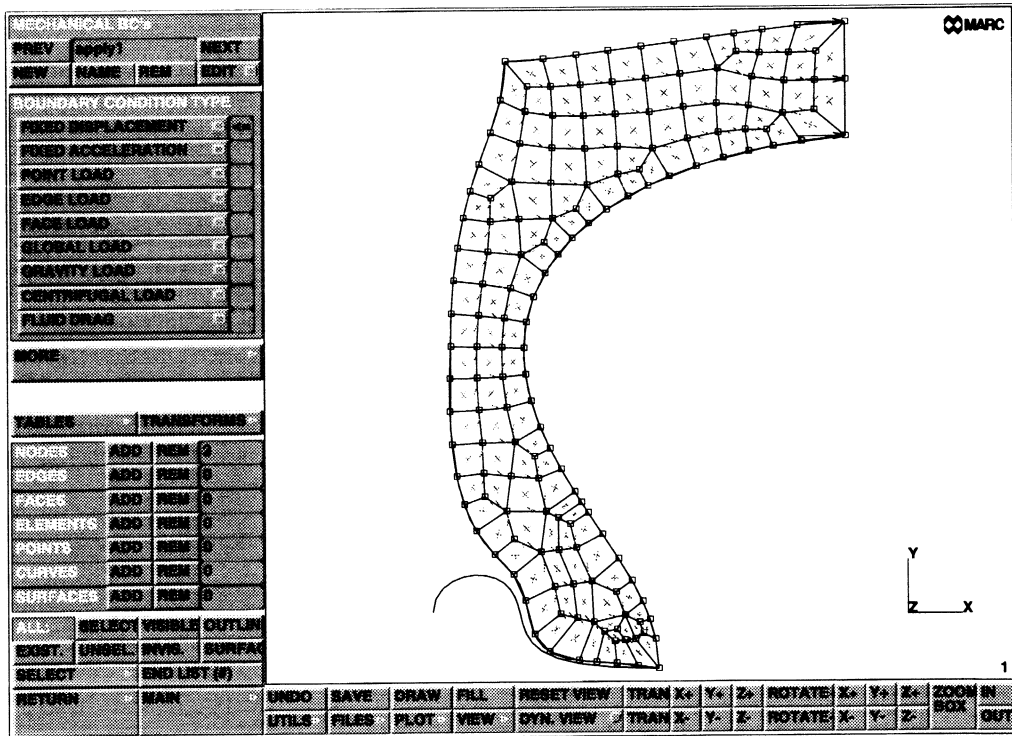 MECHANICAL BC's
PREV apply1 NEXT
NEW NAME REM EDIT
BOUNDARY CONDITION TYPE
FIXED DISPLACEMENT
FIXED ACCELERATION
POINT LOAD
EDGE LOAD
FACE LOAD
GLOBAL LOAD
GRAVITY LOAD
CENTRIFUGAL LOAD
FLUID DRAG
MORE
TABLES TRANSFORMS
NODES ADD REM 3
EDGES ADD REM 0
FACES ADD REM 0
ELEMENTS ADD REM 0
POINTS ADD REM 0
CURVES ADD REM 0
SURFACES ADD REM 0
ALL: SELECT VISIBLE OUTLIN
EXIST. UNSEL. INVIS. SURFAC
SELECT END LIST (#)
RETURN MAIN
MARC
Y
Z X
1
UNDO SAVE DRAW FILL RESET VIEW TRAN X+ Y+ Z+ ROTATE X+ Y+ Z+ ZOOM IN
UTILS FILES PLOT VIEW DYN. VIEW TRAN X- Y- Z- ROTATE X- Y- Z- BOX OUT